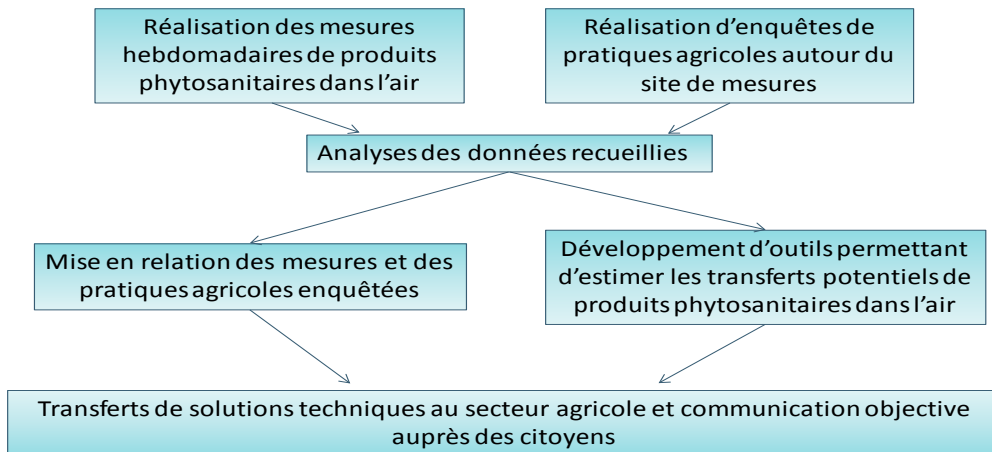 Réalisation des mesures
hebdomadaires de produits
phytosanitaires dans l’air
Réalisation d’enquêtes de
pratiques agricoles autour du
site de mesures
Analyses des données recueillies
Mise en relation des mesures et des
pratiques agricoles enquêtées
Développement d’outils permettant
d’estimer les transferts potentiels de
produits phytosanitaires dans l’air
Transferts de solutions techniques au secteur agricole et communication objective
auprès des citoyens